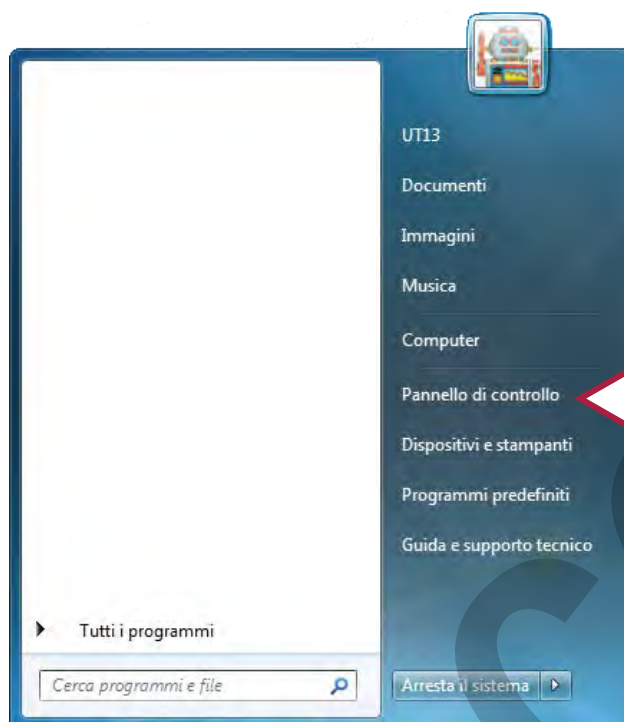 UT13
Documenti
Immagini
Musica
Computer
Pannello di controllo
Dispositivi e stampanti
Programmi predefiniti
Guida e supporto tecnico
Tutti i programmi
Cerca programmi e file
Arresta il sistema